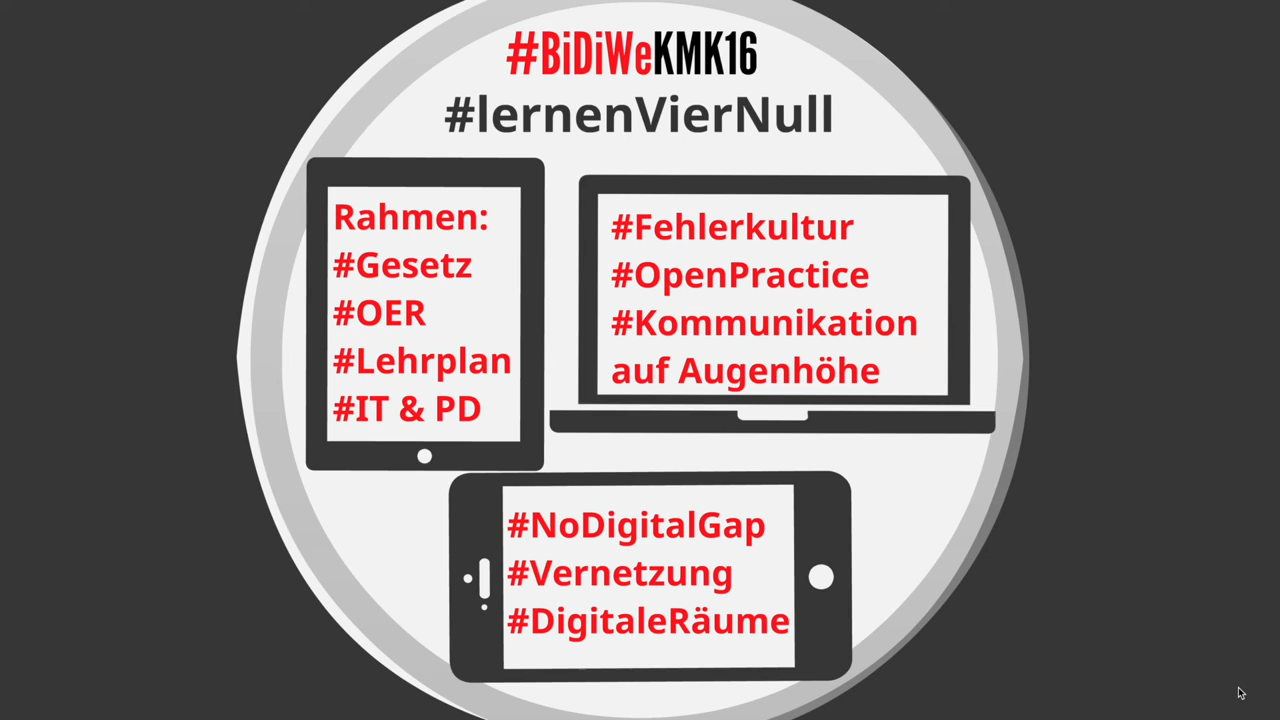 #BiDiWeKMK16
#lernenVierNull
Rahmen:
#Gesetz
#OER
#Lehrplan
#IT & PD
#Fehlerkultur
#OpenPractice
#Kommunikation
auf Augenhöhe
#NoDigitalGap
#Vernetzung
#DigitaleRäume